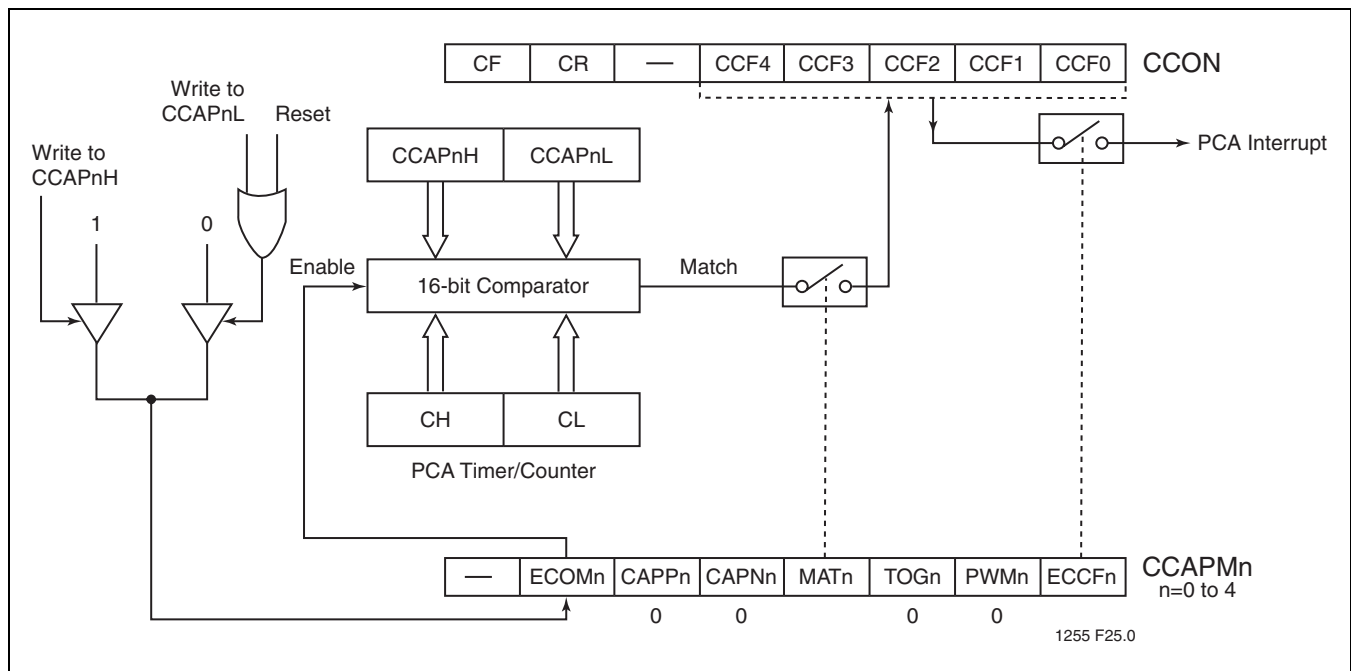 CF CR — CCF4 CCF3 CCF2 CCF1 CCF0 CCON
Write to
CCAPnL
Reset
Write to
CCAPnH
CCAPnH CCAPnL
PCA Interrupt
1 0
Enable
16-bit Comparator
Match
CH CL
PCA Timer/Counter
— ECOMn CAPPn CAPNn MATn TOGn PWMn ECCFn CCAPMn
n=0 to 4
0 0 0 0
1255 F25.0